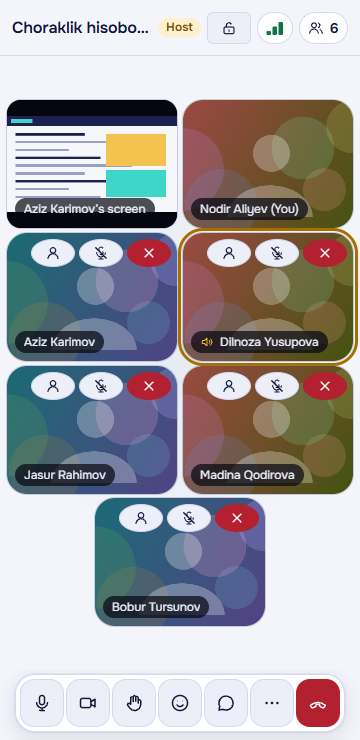 Choraklik hisobo...
Host
6
Aziz Karimov's screen
Nodir Aliyev (You)
Aziz Karimov
Dilnoza Yusupova
Jasur Rahimov
Madina Qodirova
Bobur Tursunov